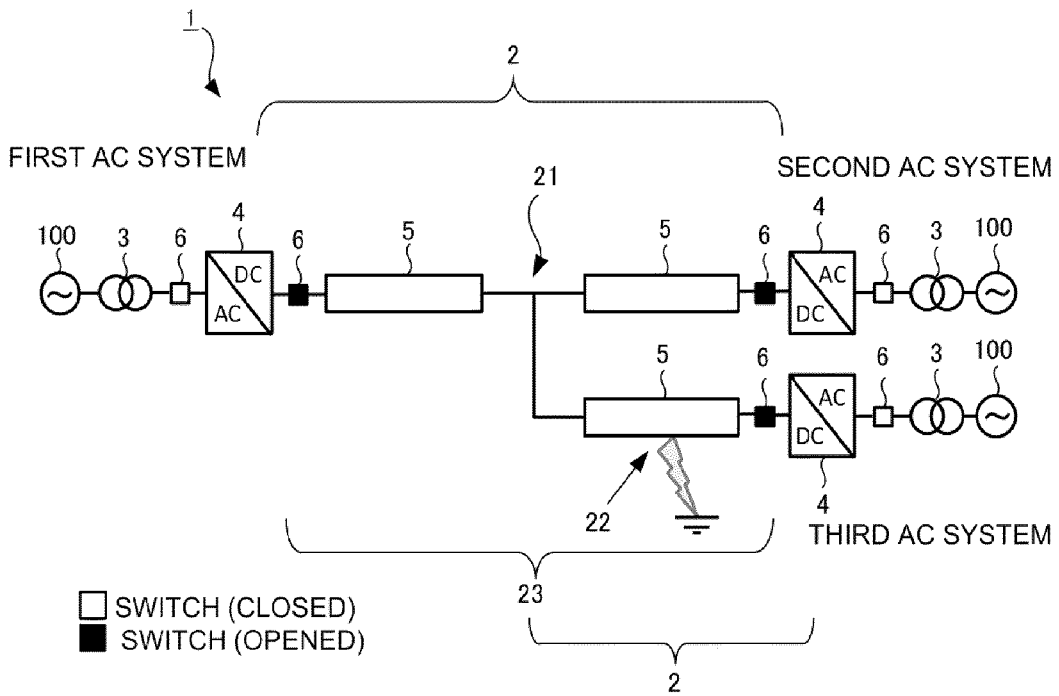 1
2
FIRST AC SYSTEM
SECOND AC SYSTEM
21
100 3 6 4 6 5 5 6 4 6 3 100
~ DC AC AC DC ~
5 6 6 3 100
AC DC ~
22
4
THIRD AC SYSTEM
23
SWITCH (CLOSED)
SWITCH (OPENED)
2